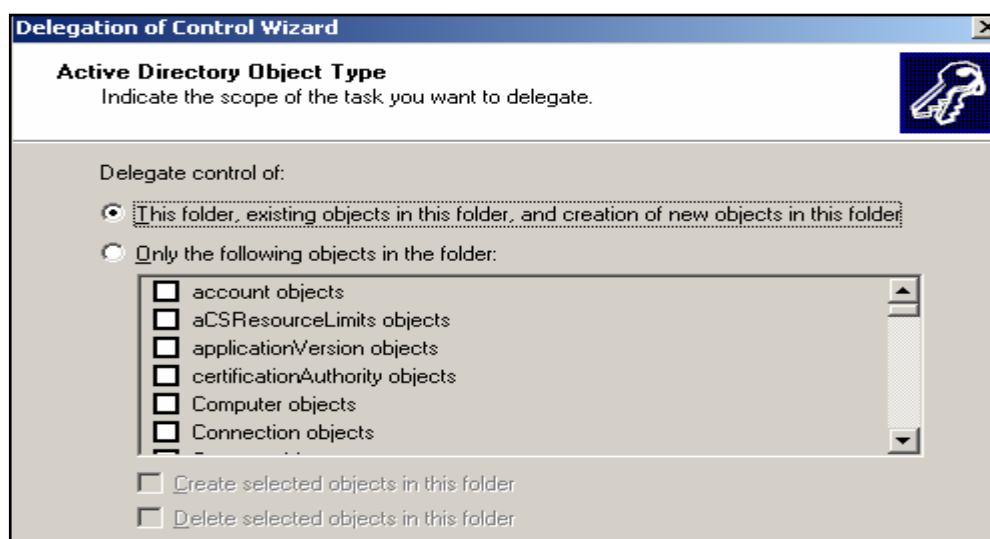 Delegation of Control Wizard
Active Directory Object Type
Indicate the scope of the task you want to delegate.
Delegate control of:
This folder, existing objects in this folder, and creation of new objects in this folder
Only the following objects in the folder:
account objects
aCSResourceLimits objects
applicationVersion objects
certificationAuthority objects
Computer objects
Connection objects
Create selected objects in this folder
Delete selected objects in this folder